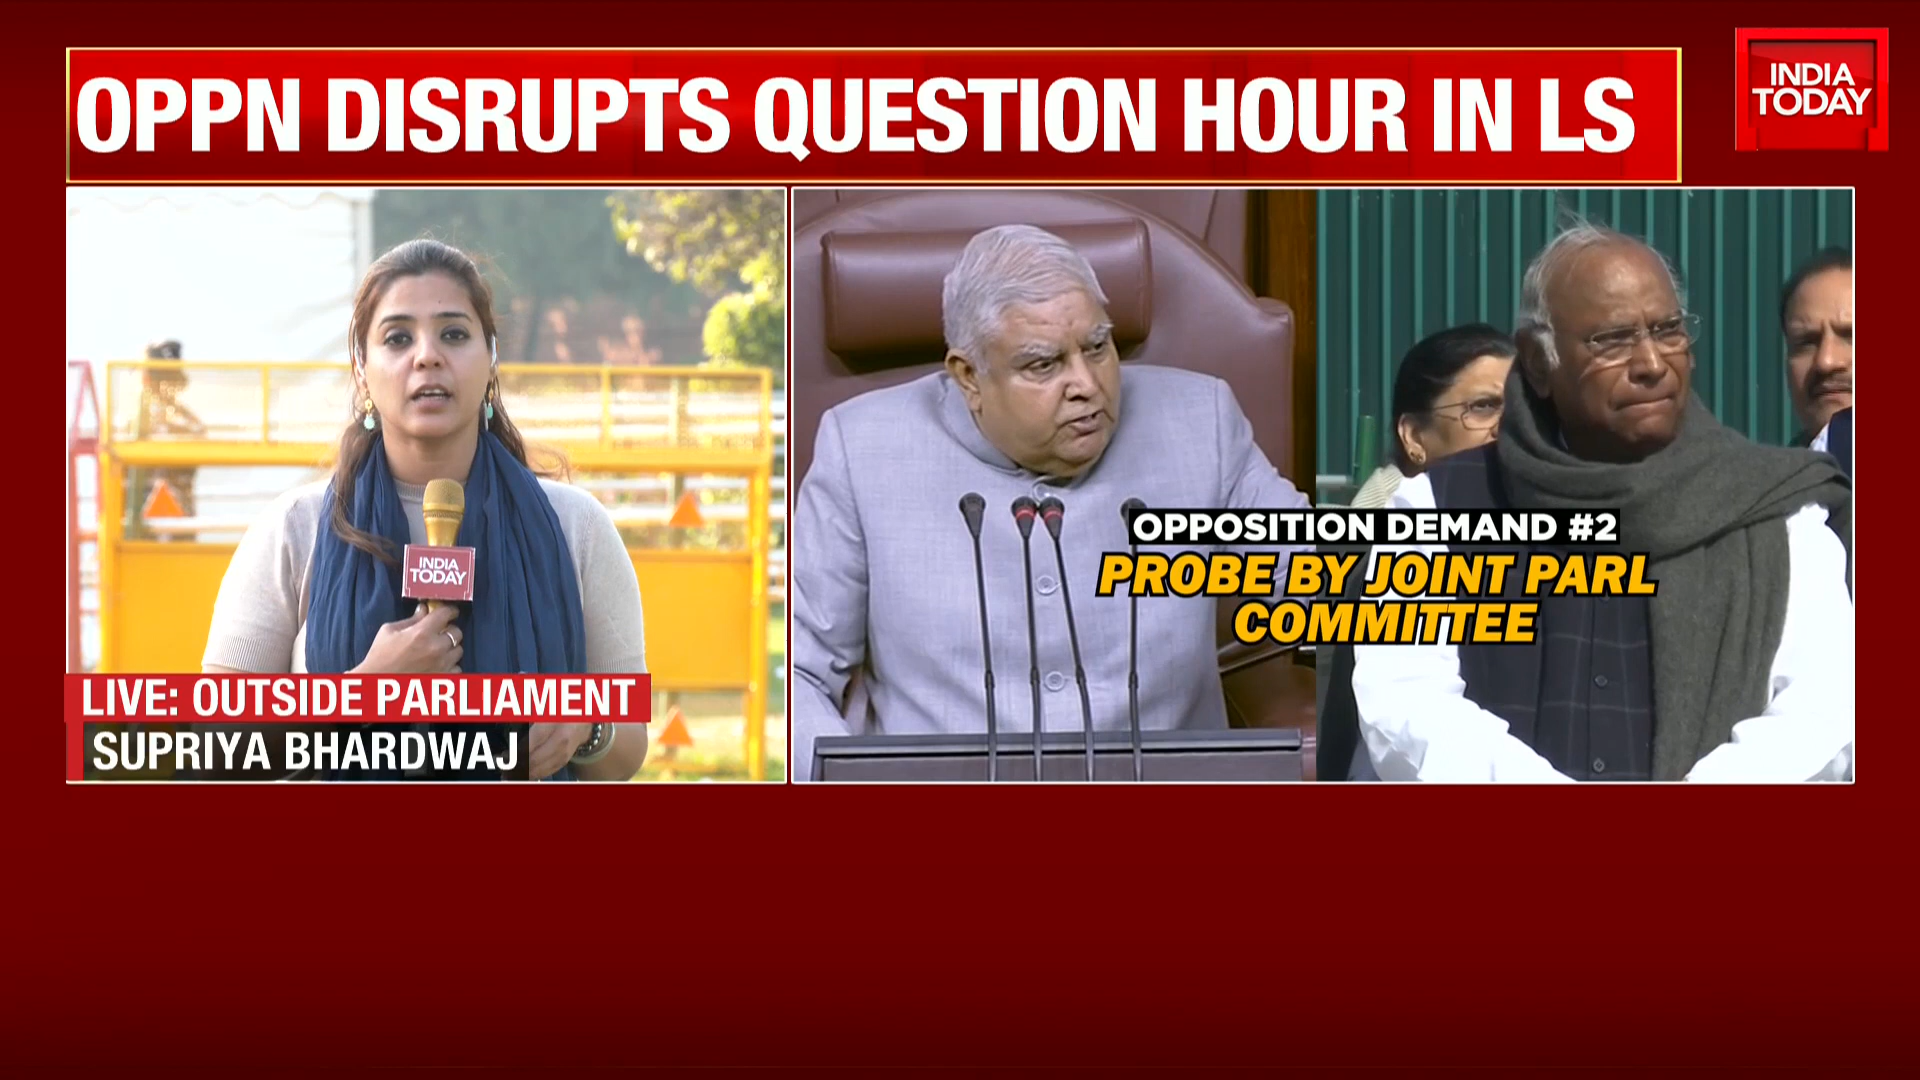 OPPN DISRUPTS QUESTION HOUR IN LS
INDIA
TODAY
INDIA
TODAY
LIVE: OUTSIDE PARLIAMENT
SUPRIYA BHARDWAJ
OPPOSITION DEMAND #2
PROBE BY JOINT PARL
COMMITTEE